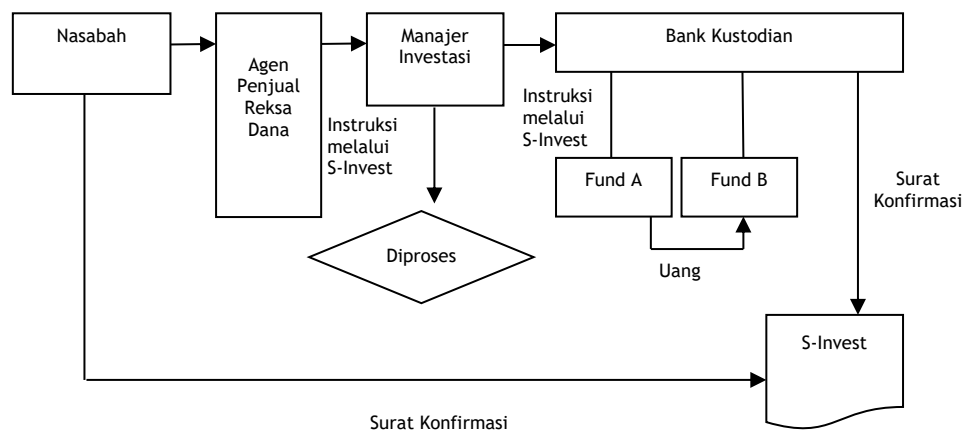 Nasabah
Agen
Penjual
Reksa
Dana
Instruksi
melalui
S-Invest
Manajer
Investasi
Diproses
Bank Kustodian
Instruksi
melalui
S-Invest
Fund A
Fund B
Uang
Surat
Konfirmasi
S-Invest
Surat Konfirmasi